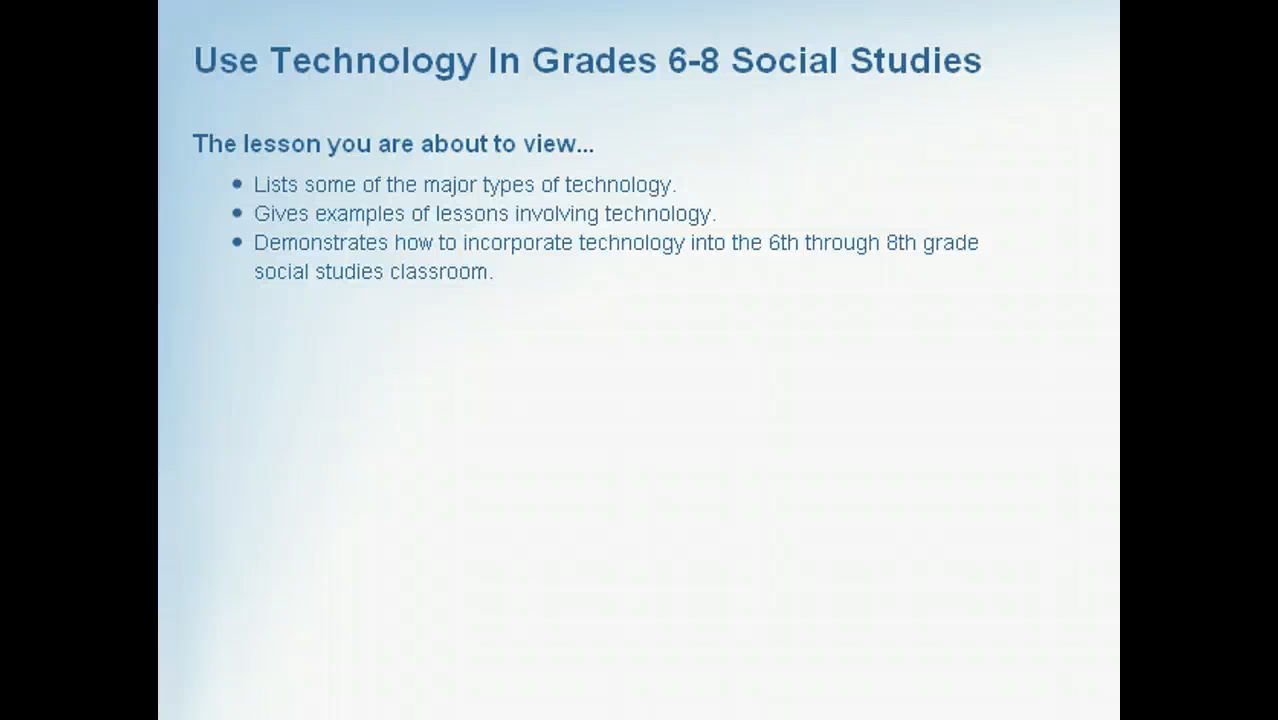 Use Technology In Grades 6-8 Social Studies
The lesson you are about to view...
• Lists some of the major types of technology.
• Gives examples of lessons involving technology.
• Demonstrates how to incorporate technology into the 6th through 8th grade
social studies classroom.